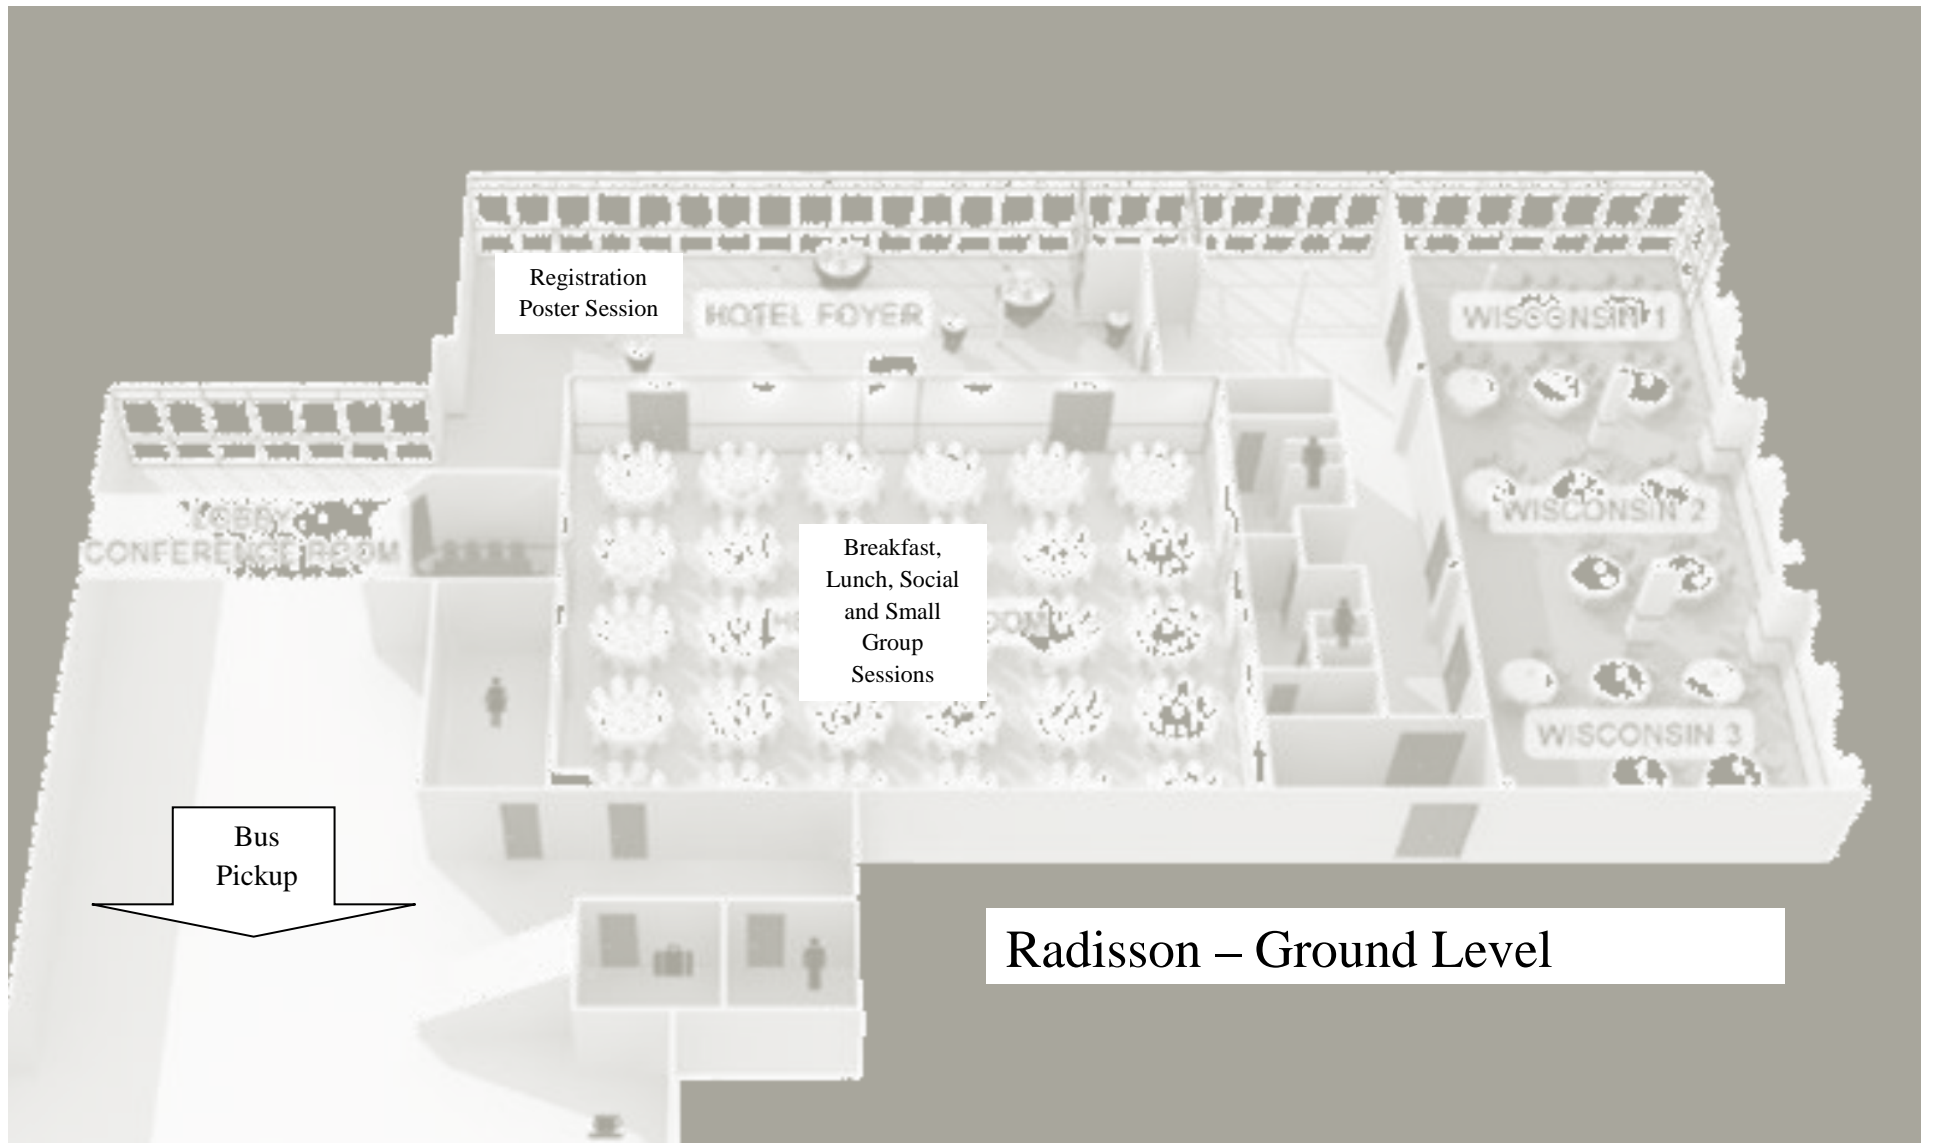 Registration
Poster Session
HOTEL FOYER
WISCONSIN 1
LOBBY
CONFERENCE ROOM
WISCONSIN 2
Breakfast,
Lunch, Social
and Small
Group
Sessions
WISCONSIN 3
Bus
Pickup
Radisson – Ground Level